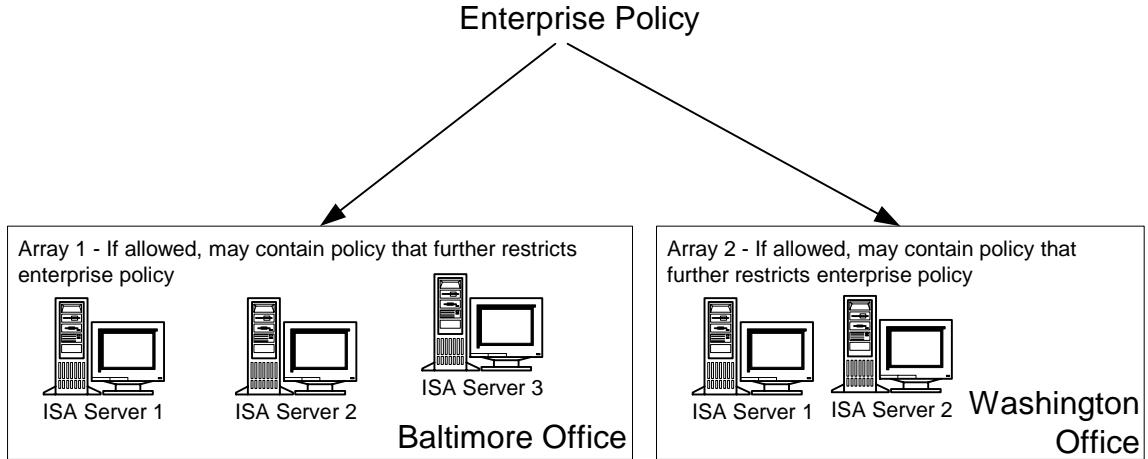 Enterprise Policy
Array 1 - If allowed, may contain policy that further restricts
enterprise policy
ISA Server 1
ISA Server 2
ISA Server 3
Baltimore Office
Array 2 - If allowed, may contain policy that
further restricts enterprise policy
ISA Server 1
ISA Server 2
Washington
Office